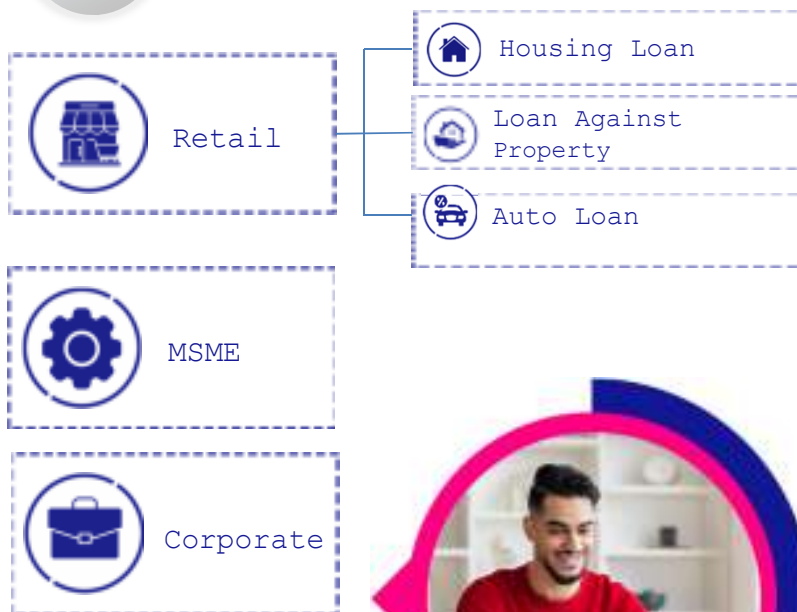 Housing Loan
Retail
Loan Against
Property
Auto Loan
MSME
Corporate